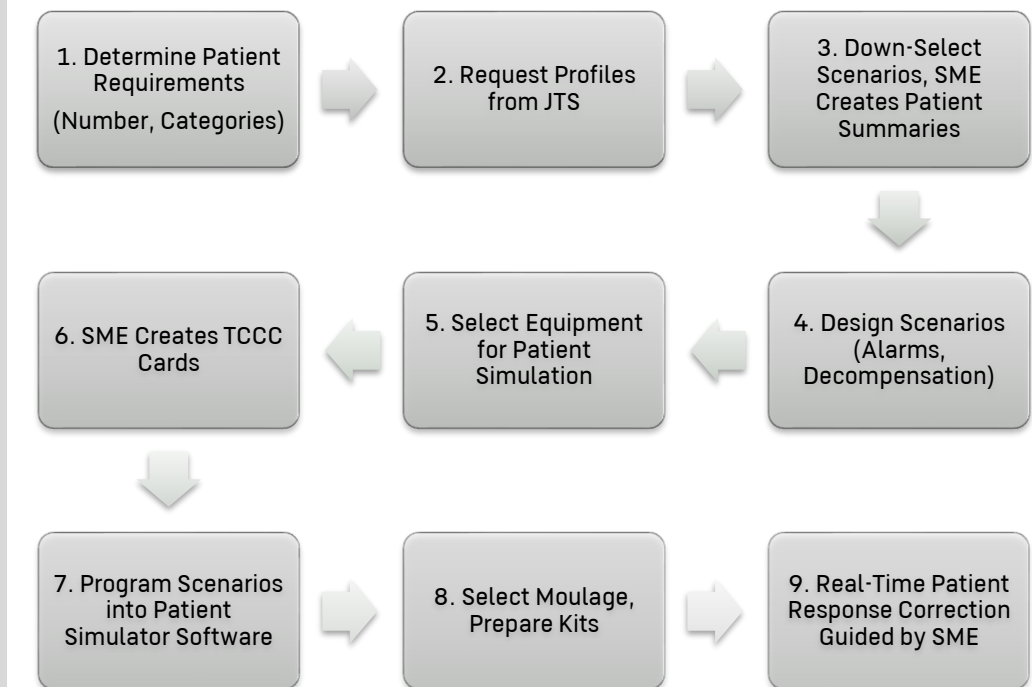 1. Determine Patient
Requirements
(Number, Categories)
2. Request Profiles
from JTS
3. Down-Select
Scenarios, SME
Creates Patient
Summaries
4. Design Scenarios
(Alarms,
Decompensation)
5. Select Equipment
for Patient
Simulation
6. SME Creates TCCC
Cards
7. Program Scenarios
into Patient
Simulator Software
8. Select Moulage,
Prepare Kits
9. Real-Time Patient
Response Correction
Guided by SME